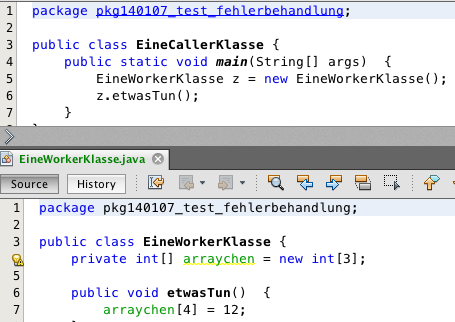 1 package pkg140107_test_fehlerbehandlung;
2
3 public class EineCallerKlasse {
4 public static void main(String[] args)  {
5 EineWorkerKlasse z = new EineWorkerKlasse();
6 z.etwasTun();
7 }
EineWorkerKlasse.java
Source History
1 package pkg140107_test_fehlerbehandlung;
2
3 public class EineWorkerKlasse {
private int[] arraychen = new int[3];
5
6 public void etwasTun()  {
7 arraychen[4] = 12;